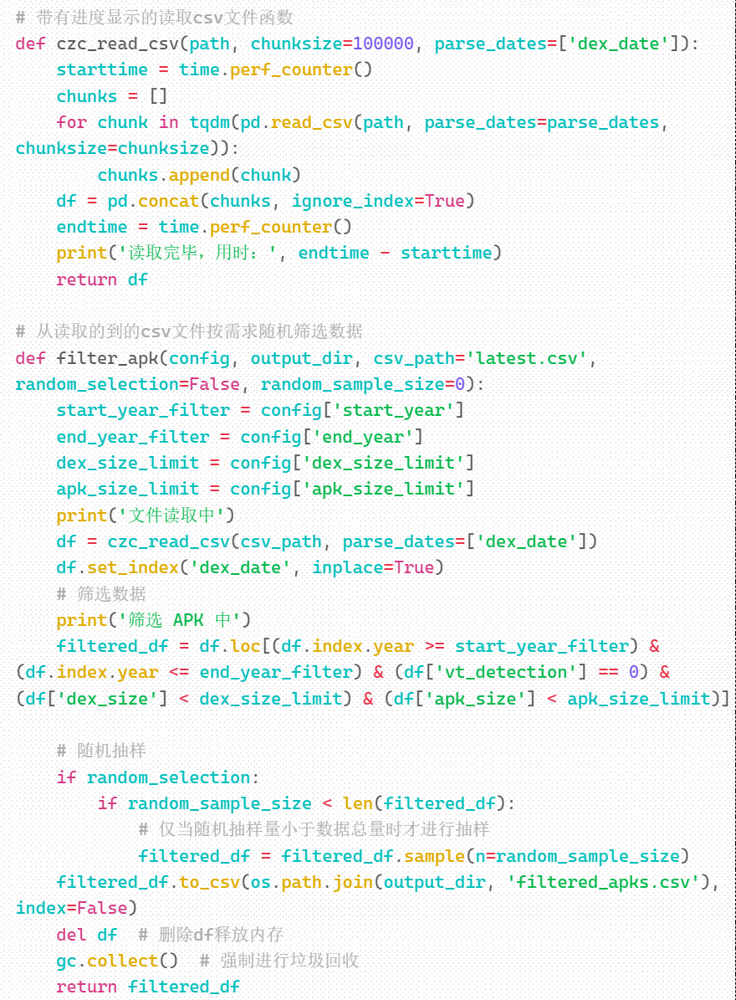 # 带有进度显示的读取csv文件函数
def czc_read_csv(path, chunksize=100000, parse_dates=['dex_date']):
    starttime = time.perf_counter()
    chunks = []
    for chunk in tqdm(pd.read_csv(path, parse_dates=parse_dates,
chunksize=chunksize)):
        chunks.append(chunk)
    df = pd.concat(chunks, ignore_index=True)
    endtime = time.perf_counter()
    print('读取完毕，用时：', endtime - starttime)
    return df

# 从读取的到的csv文件按需求随机筛选数据
def filter_apk(config, output_dir, csv_path='latest.csv',
random_selection=False, random_sample_size=0):
    start_year_filter = config['start_year']
    end_year_filter = config['end_year']
    dex_size_limit = config['dex_size_limit']
    apk_size_limit = config['apk_size_limit']
    print('文件读取中')
    df = czc_read_csv(csv_path, parse_dates=['dex_date'])
    df.set_index('dex_date', inplace=True)
    # 筛选数据
    print('筛选 APK 中')
    filtered_df = df.loc[(df.index.year >= start_year_filter) &
(df.index.year <= end_year_filter) & (df['vt_detection'] == 0) &
(df['dex_size'] < dex_size_limit) & (df['apk_size'] < apk_size_limit)]

    # 随机抽样
    if random_selection:
        if random_sample_size < len(filtered_df):
            # 仅当随机抽样量小于数据总量时才进行抽样
            filtered_df = filtered_df.sample(n=random_sample_size)
    filtered_df.to_csv(os.path.join(output_dir, 'filtered_apks.csv'),
index=False)
    del df  # 删除df释放内存
    gc.collect()  # 强制进行垃圾回收
    return filtered_df